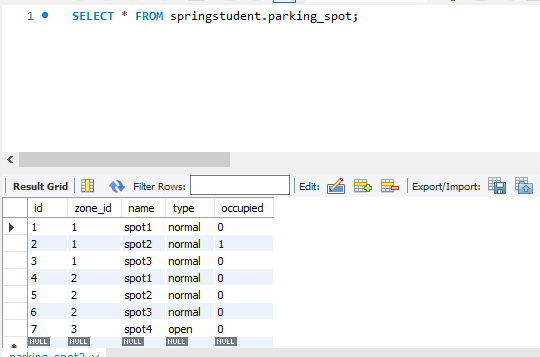 1 SELECT * FROM springstudent.parking_spot;
Result Grid Filter Rows: Edit: Export/Import:
id zone_id name type occupied
1 1 spot1 normal 0
2 1 spot2 normal 1
3 1 spot3 normal 0
4 2 spot1 normal 0
5 2 spot2 normal 0
6 2 spot3 normal 0
7 3 spot4 open 0
NULL NULL NULL NULL NULL